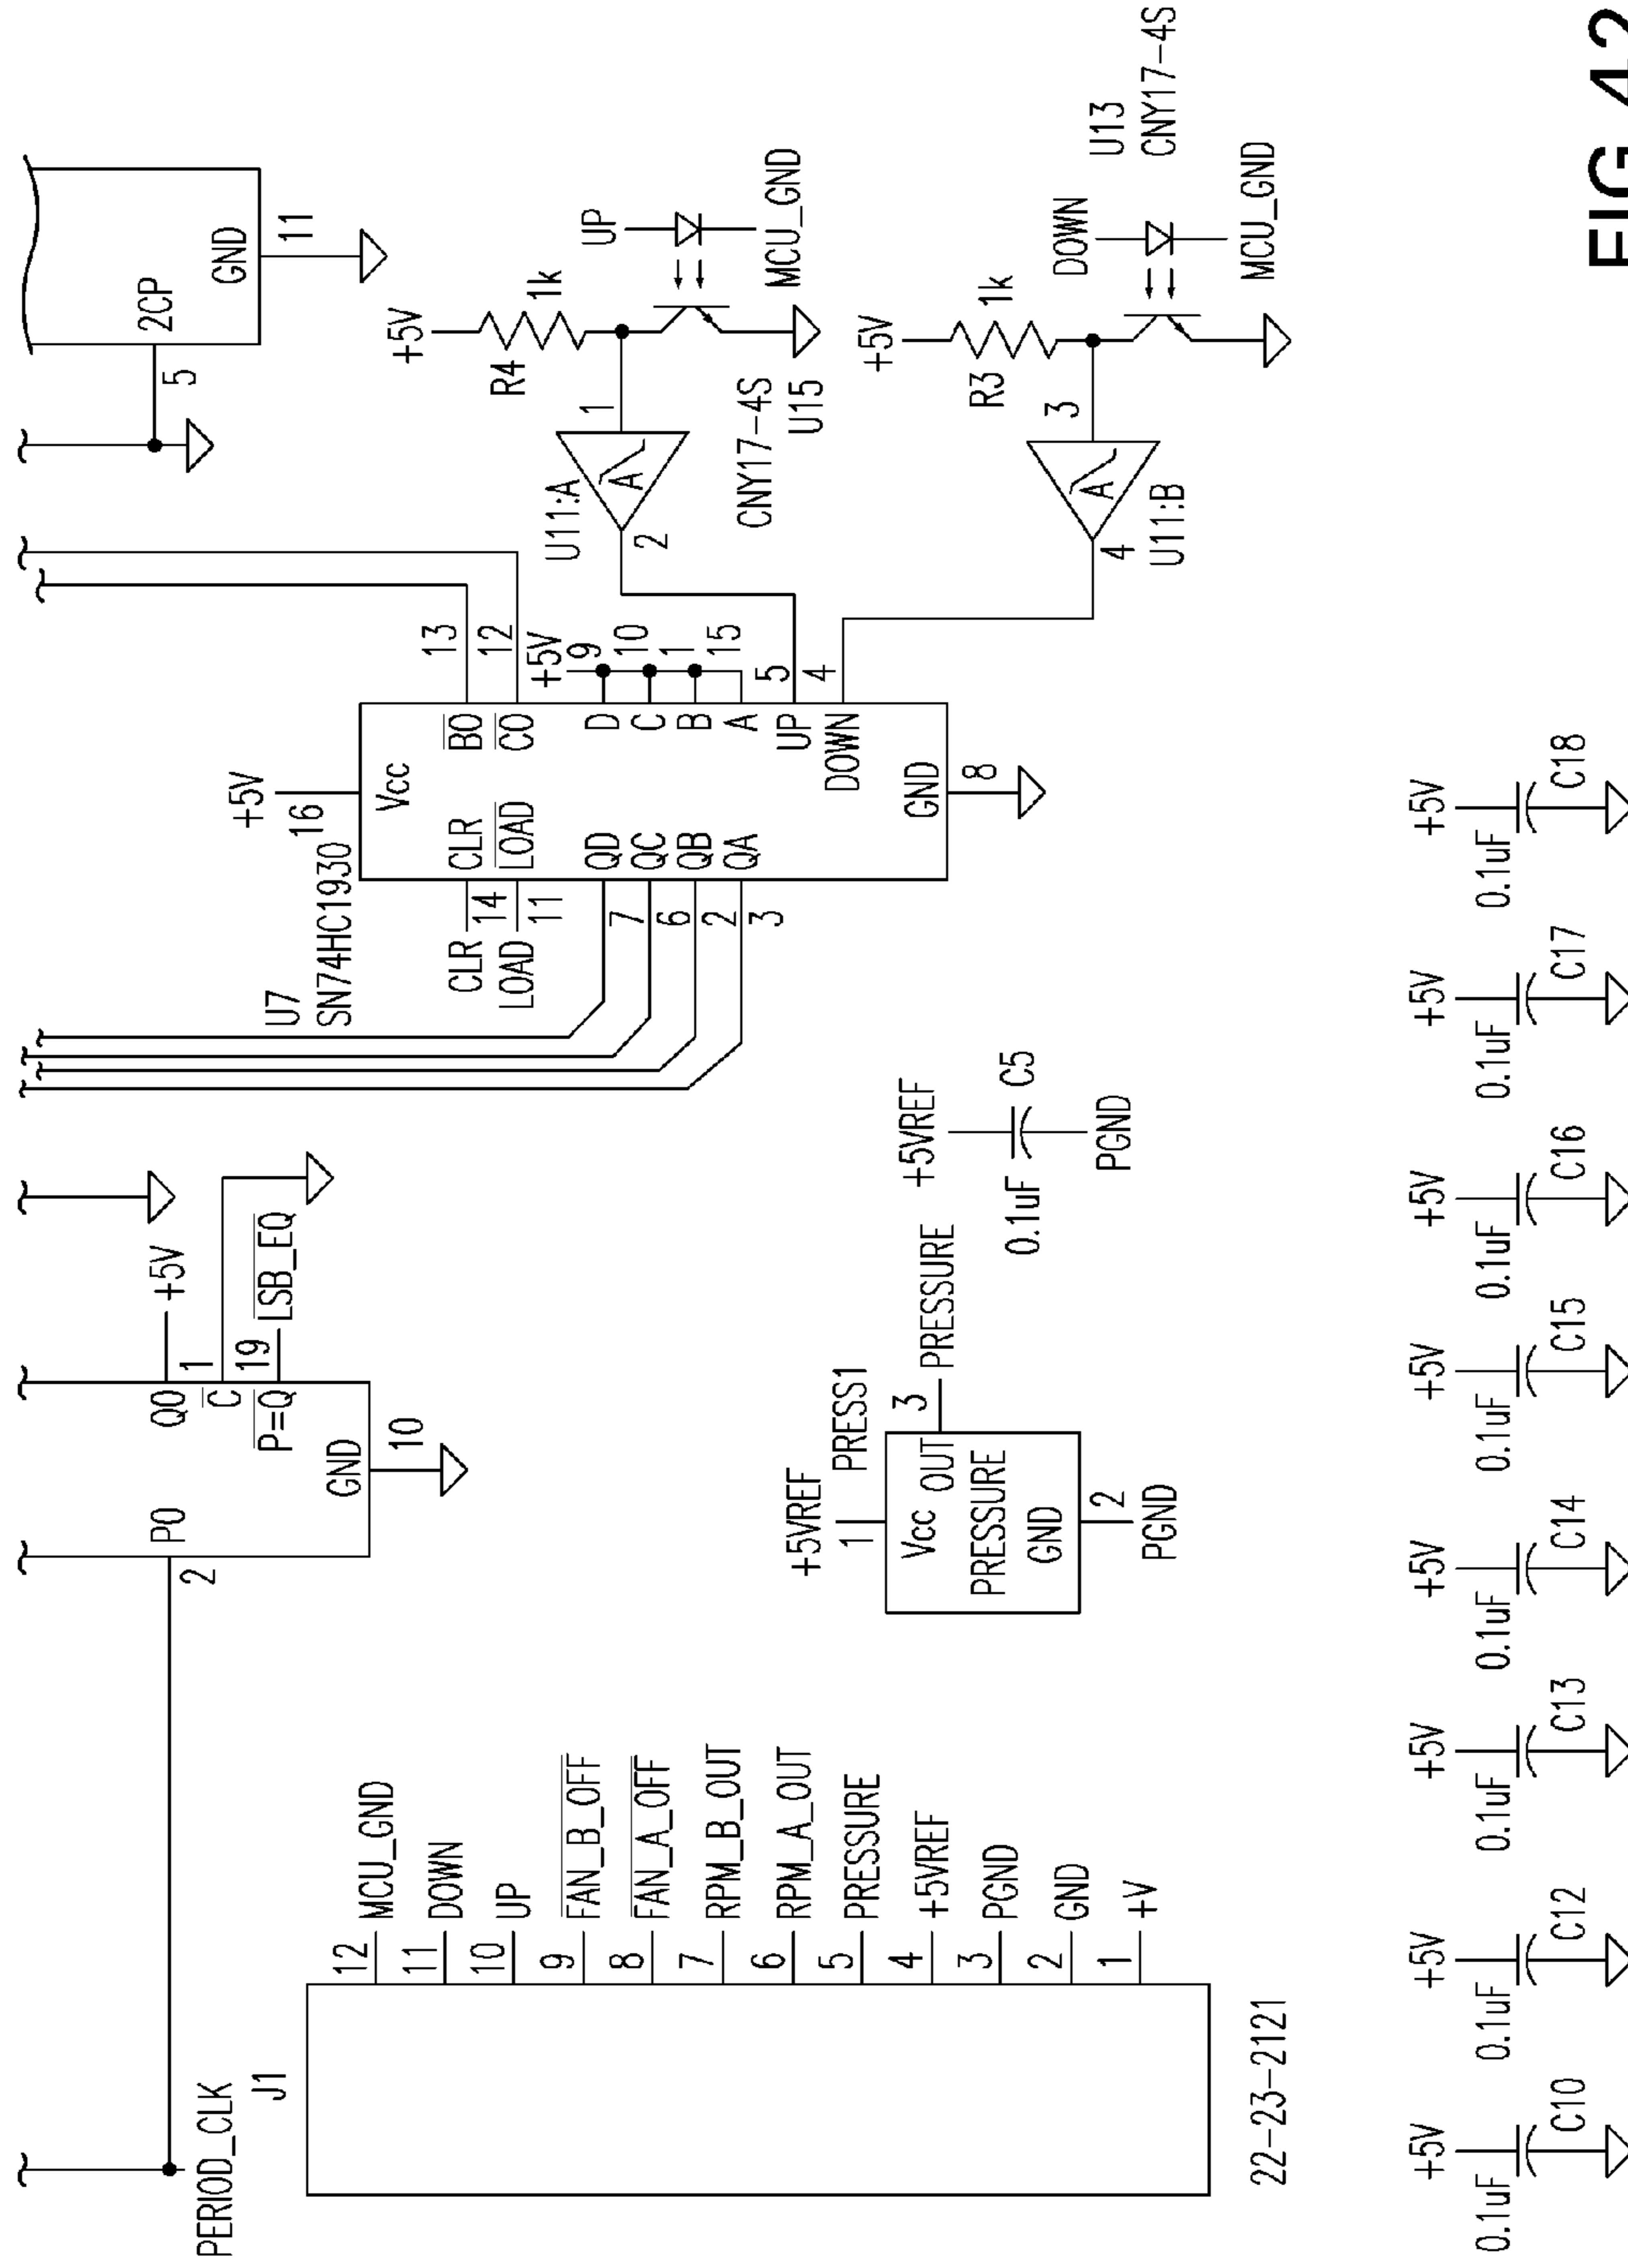 PERIOD_CLK
P0
2
Q0
+5V
1
C
19
P=Q
LSB_EQ
GND
10
2CP
5
GND
11
J1
12 MCU_GND
11 DOWN
10 UP
9 FAN_B_OFF
8 FAN_A_OFF
7 RPM_B_OUT
6 RPM_A_OUT
5 PRESSURE
4 +5VREF
3 PGND
2 GND
1 +V
22-23-2121
+5VREF
1
PRESS1
Vcc
OUT
3
PRESSURE
PRESSURE
GND
2
PGND
+5VREF
0.1uF
C5
PGND
U7
SN74HC193O
+5V
16
Vcc
CLR
14
CLR
LOAD
11
LOAD
7
QD
6
QC
2
QB
3
QA
BO
13
CO
12
+5V
D
9
C
10
B
1
A
15
UP
5
DOWN
4
GND
8
U11:A
A
2
1
+5V
R4
1k
UP
MCU_GND
CNY17-4S
U15
U11:B
A
4
3
+5V
R3
1k
DOWN
MCU_GND
U13
CNY17-4S
+5V
0.1uF
C10
+5V
0.1uF
C12
+5V
0.1uF
C13
+5V
0.1uF
C14
+5V
0.1uF
C15
+5V
0.1uF
C16
+5V
0.1uF
C17
+5V
0.1uF
C18
FIG.42